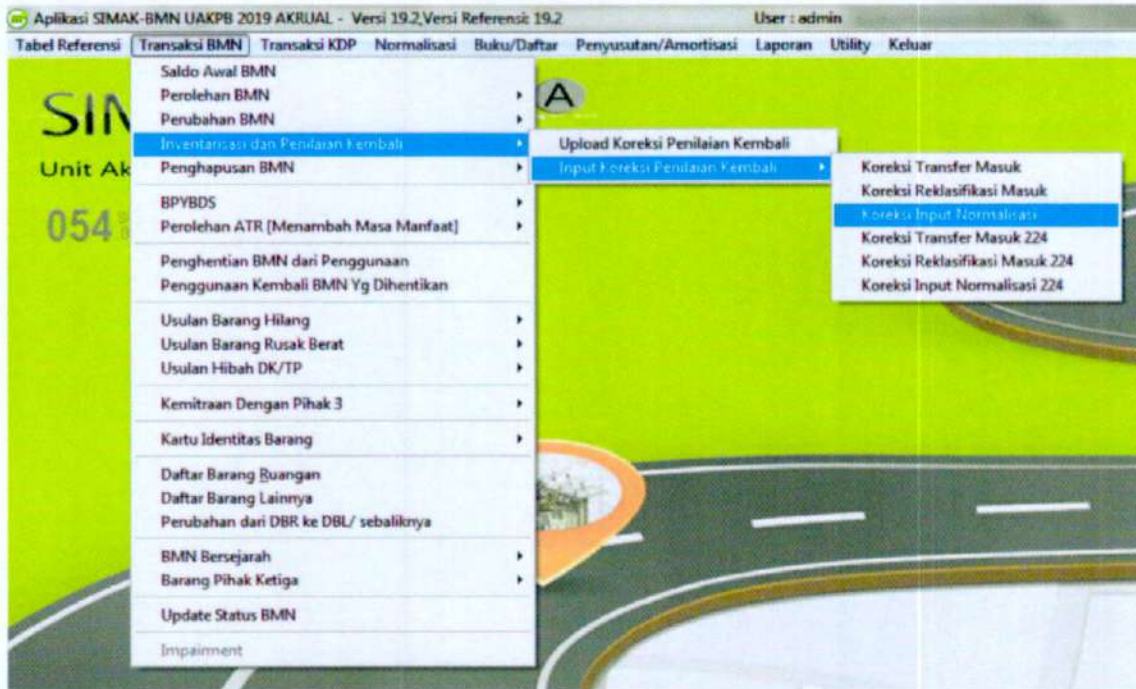 Aplikasi SIMAK-BMN UAKPB 2019 AKRUAL - Versi 19.2,Versi Referensi: 19.2 User : admin
Tabel Referensi Transaksi BMN Transaksi KDP Normalisasi Buku/Daftar Penyusutan/Amortisasi Laporan Utility Keluar
Saldo Awal BMN
Perolehan BMN
Perubahan BMN
Inventarisasi dan Penilaian Kembali
Penghapusan BMN
BPYBDS
Perolehan ATR [Menambah Masa Manfaat]
Penghentian BMN dari Penggunaan
Penggunaan Kembali BMN Yg Dihentikan
Usulan Barang Hilang
Usulan Barang Rusak Berat
Usulan Hibah DK/TP
Kemitraan Dengan Pihak 3
Kartu Identitas Barang
Daftar Barang Ruangan
Daftar Barang Lainnya
Perubahan dari DBR ke DBL/ sebaliknya
BMN Bersejarah
Barang Pihak Ketiga
Update Status BMN
Impairment
Upload Koreksi Penilaian Kembali
Input Koreksi Penilaian Kembali
Koreksi Transfer Masuk
Koreksi Reklasifikasi Masuk
Koreksi Input Normalisasi
Koreksi Transfer Masuk 224
Koreksi Reklasifikasi Masuk 224
Koreksi Input Normalisasi 224
A
Unit Ak
054